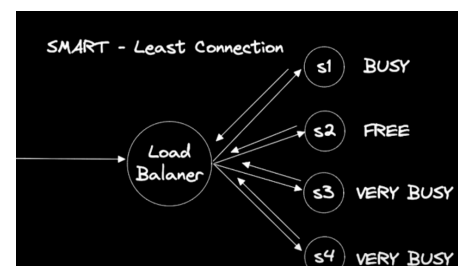 SMART - Least Connection
s1 BUSY
s2 FREE
Load
Balaner
s3 VERY BUSY
s4 VERY BUSY